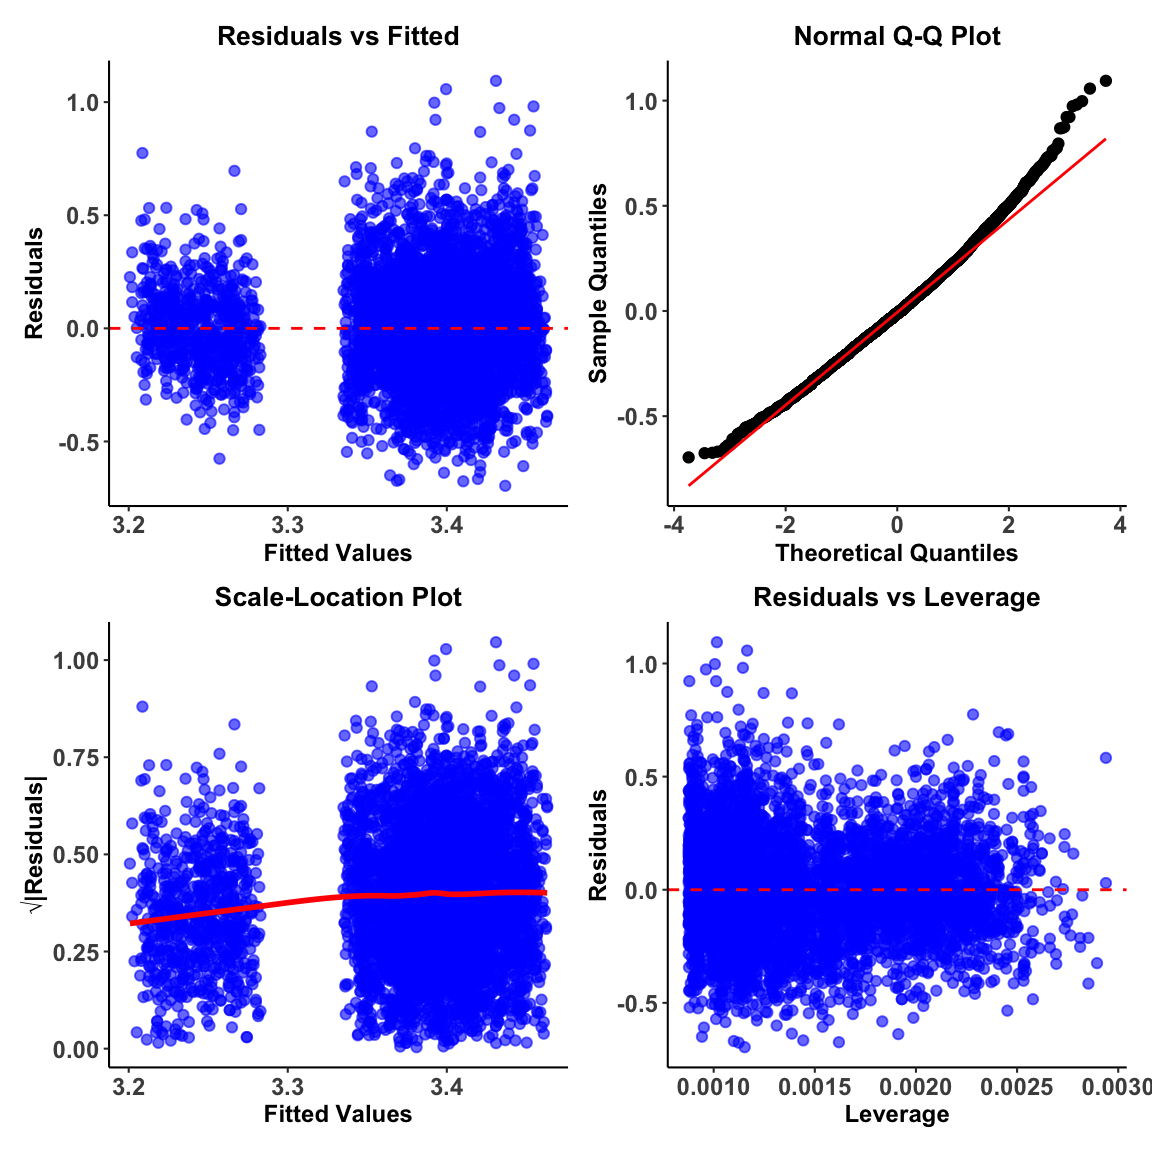 Residuals vs Fitted
Residuals
1.0
0.5
0.0
-0.5
3.2 3.3 3.4
Fitted Values
Normal Q-Q Plot
Sample Quantiles
1.0
0.5
0.0
-0.5
-4 -2 0 2 4
Theoretical Quantiles
Scale-Location Plot
√|Residuals|
1.00
0.75
0.50
0.25
0.00
3.2 3.3 3.4
Fitted Values
Residuals vs Leverage
Residuals
1.0
0.5
0.0
-0.5
0.0010 0.0015 0.0020 0.0025 0.0030
Leverage